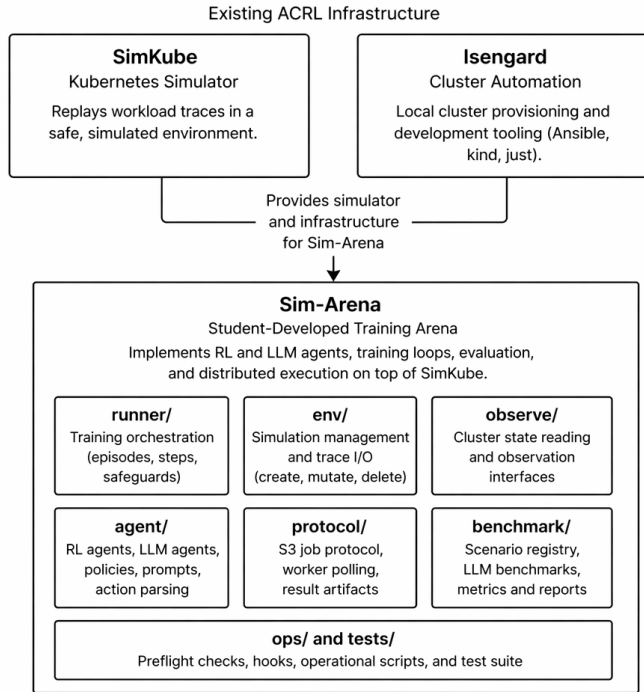 Existing ACRL Infrastructure
SimKube
Kubernetes Simulator
Replays workload traces in a
safe, simulated environment.
Isengard
Cluster Automation
Local cluster provisioning and
development tooling (Ansible,
kind, just).
Provides simulator
and infrastructure
for Sim-Arena
Sim-Arena
Student-Developed Training Arena
Implements RL and LLM agents, training loops, evaluation,
and distributed execution on top of SimKube.
runner/
Training orchestration
(episodes, steps,
safeguards)
env/
Simulation management
and trace I/O
(create, mutate, delete)
observe/
Cluster state reading
and observation
interfaces
agent/
RL agents, LLM agents,
policies, prompts,
action parsing
protocol/
S3 job protocol,
worker polling,
result artifacts
benchmark/
Scenario registry,
LLM benchmarks,
metrics and reports
ops/ and tests/
Preflight checks, hooks, operational scripts, and test suite